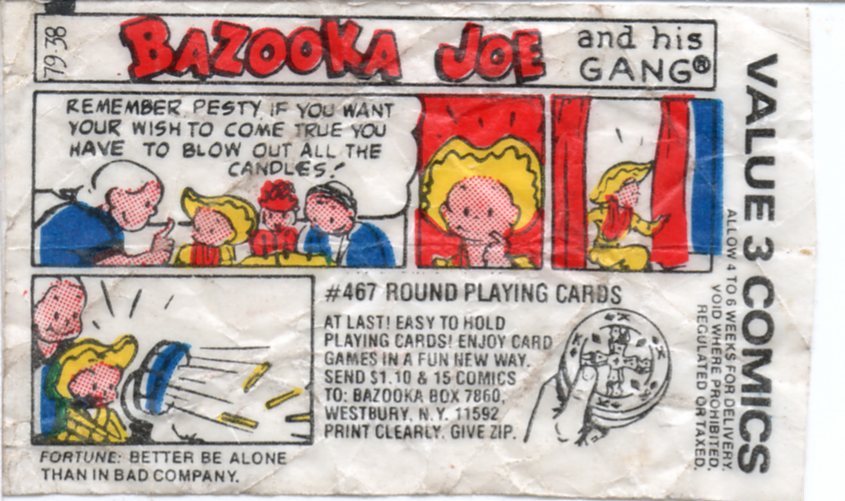 79-38
BAZOOKA JOE and his
GANG®
REMEMBER PESTY, IF YOU WANT
YOUR WISH TO COME TRUE YOU
HAVE TO BLOW OUT ALL THE
CANDLES!
#467 ROUND PLAYING CARDS
AT LAST! EASY TO HOLD
PLAYING CARDS! ENJOY CARD
GAMES IN A FUN NEW WAY.
SEND $1.10 & 15 COMICS
TO: BAZOOKA BOX 7860,
WESTBURY, N.Y. 11592
PRINT CLEARLY. GIVE ZIP.
FORTUNE: BETTER BE ALONE
THAN IN BAD COMPANY.
VALUE 3 COMICS
ALLOW 4 TO 6 WEEKS FOR DELIVERY.
VOID WHERE PROHIBITED,
REGULATED OR TAXED.